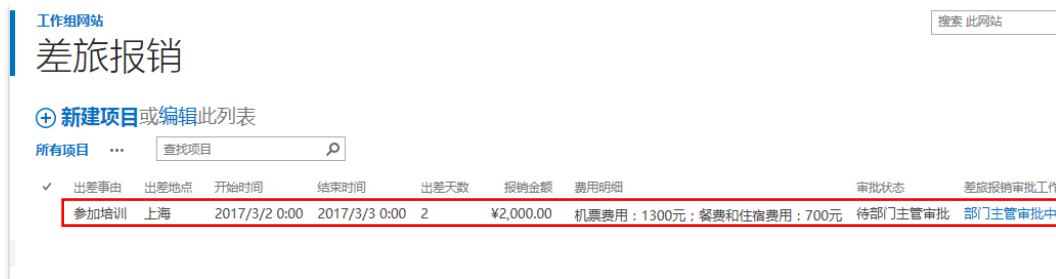 工作组网站
搜索 此网站
差旅报销
新建项目或编辑此列表
所有项目 ... 查找项目
出差事由 出差地点 开始时间 结束时间 出差天数 报销金额 费用明细 审批状态 差旅报销审批工作
参加培训 上海 2017/3/2 0:00 2017/3/3 0:00 2 ¥2,000.00 机票费用：1300元；餐费和住宿费用：700元 待部门主管审批 部门主管审批中